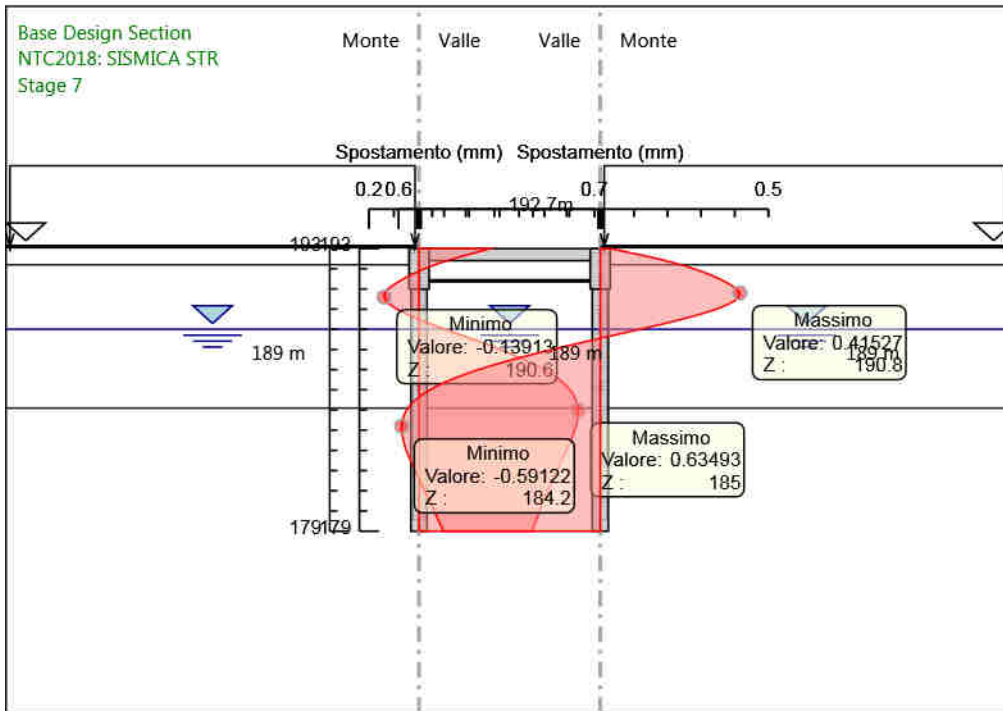 Base Design Section
NTC2018: SISMICA STR
Stage 7
Monte Valle Valle Monte
Spostamento (mm) Spostamento (mm)
0.2 0.6 0.7 0.5
192.7m
193 193
Minimo
Valore: -0.13913
Z : 190.6
Massimo
Valore: 0.41527
Z : 190.8
189 m 189 m 189 m
Massimo
Valore: 0.63493
Z : 185
Minimo
Valore: -0.59122
Z : 184.2
179 179